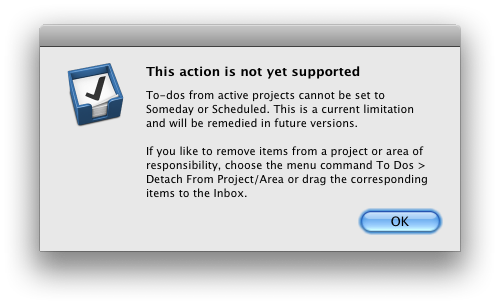 This action is not yet supported
To-dos from active projects cannot be set to
Someday or Scheduled. This is a current limitation
and will be remedied in future versions.
If you like to remove items from a project or area of
responsibility, choose the menu command To Dos >
Detach From Project/Area or drag the corresponding
items to the Inbox.
OK